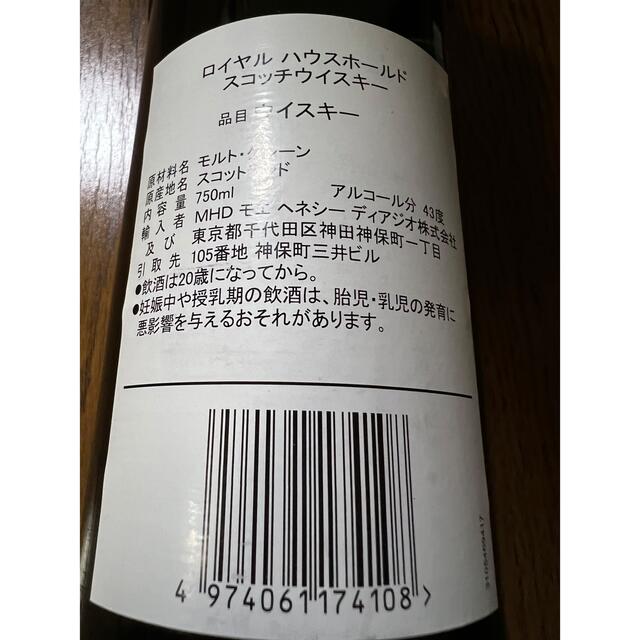 ロイヤル ハウスホールド
スコッチウイスキー
品目 ウイスキー
原材料名 モルト・グレーン
原産地名 スコットランド
内容量 750ml アルコール分 43度
輸入者 MHD モエ ヘネシー ディアジオ株式会社
及び 東京都千代田区神田神保町一丁目
引取先 105番地 神保町三井ビル
●飲酒は20歳になってから。
●妊娠中や授乳期の飲酒は、胎児・乳児の発育に
悪影響を与えるおそれがあります。
4 974061174108 >